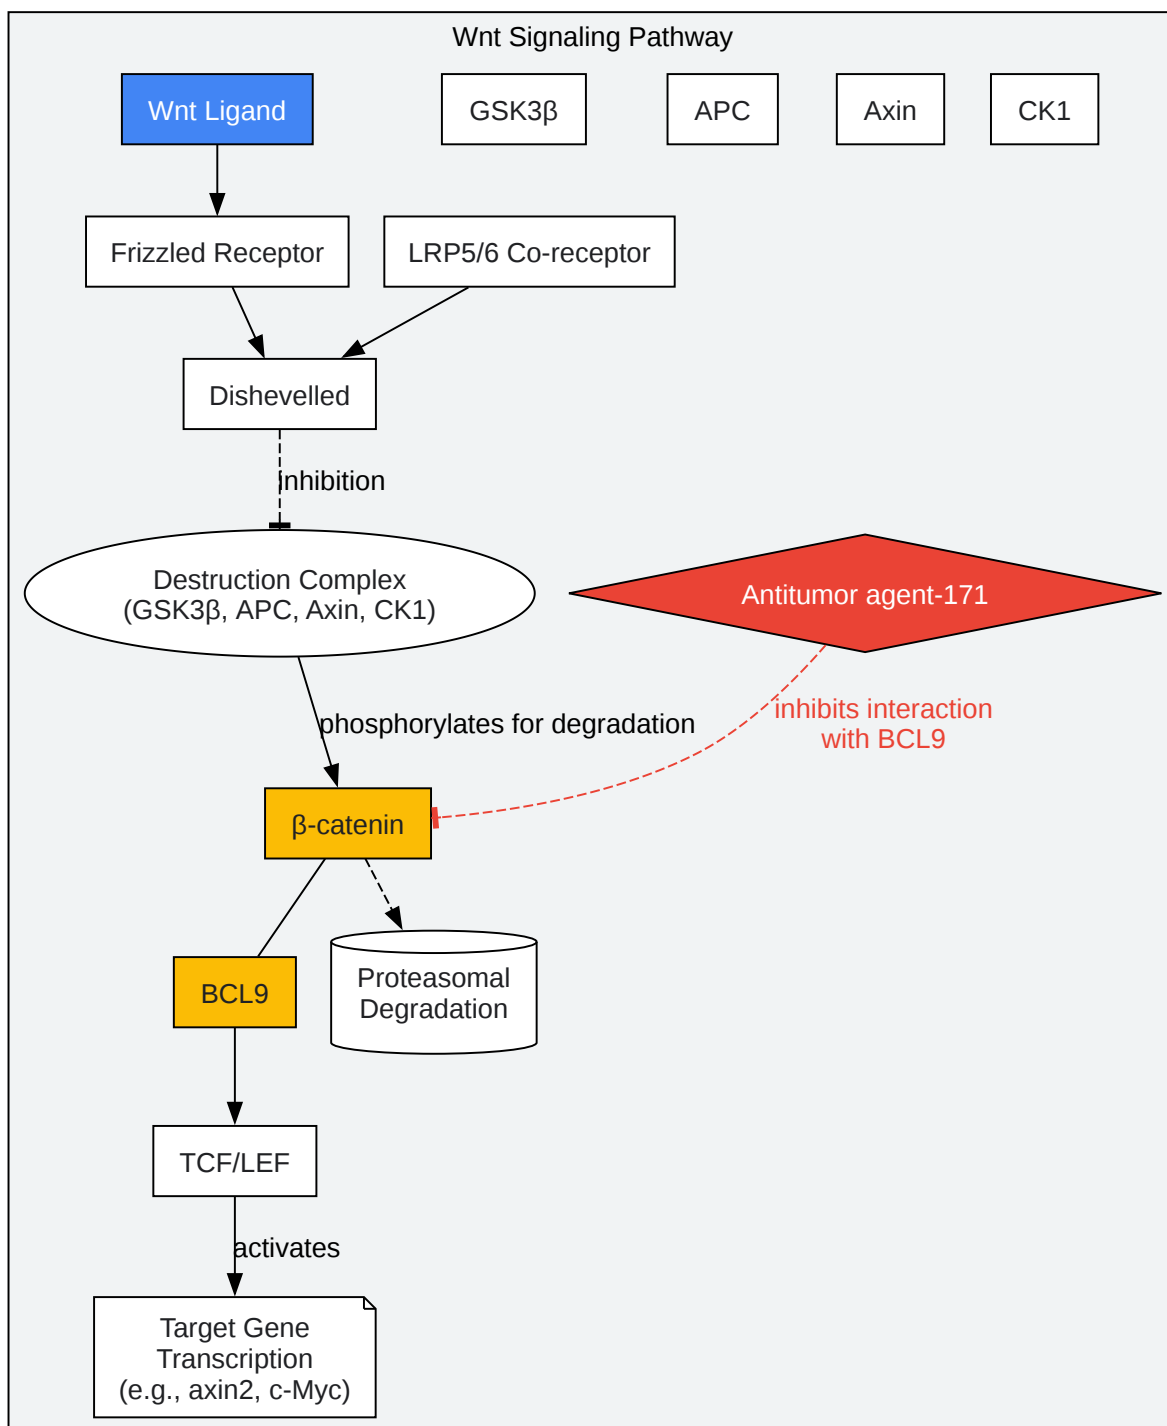 Wnt Signaling Pathway
Wnt Ligand
GSK3β
APC
Axin
CK1
Frizzled Receptor
LRP5/6 Co-receptor
Dishevelled
inhibition
Destruction Complex
(GSK3β, APC, Axin, CK1)
Antitumor agent-171
phosphorylates for degradation
inhibits interaction
with BCL9
β-catenin
BCL9
Proteasomal
Degradation
TCF/LEF
activates
Target Gene
Transcription
(e.g., axin2, c-Myc)